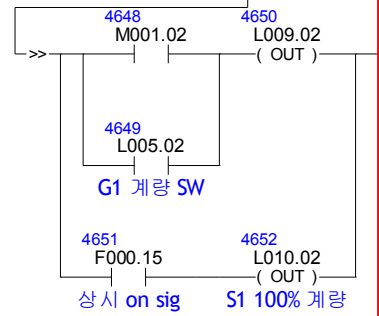 4648 4650
M001.02 L009.02
>> ( OUT )
4649
L005.02
G1 계량 SW
4651 4652
F000.15 L010.02
( OUT )
상시 on sig S1 100% 계량